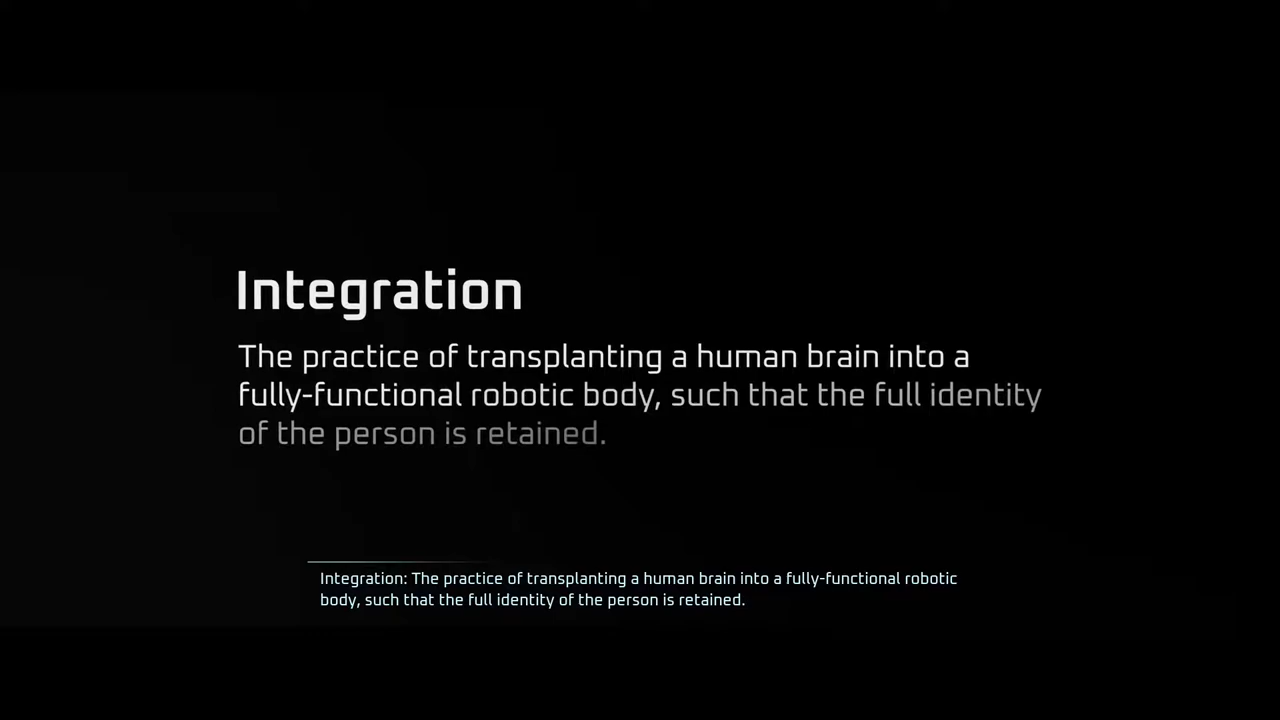 Integration
The practice of transplanting a human brain into a
fully-functional robotic body, such that the full identity
of the person is retained.
Integration: The practice of transplanting a human brain into a fully-functional robotic
body, such that the full identity of the person is retained.